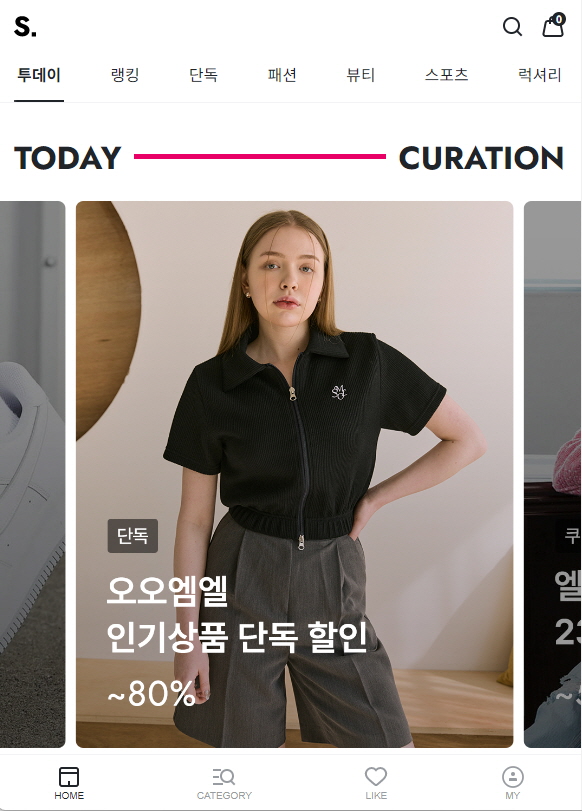 S.
0
투데이 랭킹 단독 패션 뷰티 스포츠 럭셔리
TODAY CURATION
단독
오오엠엘
인기상품 단독 할인
~80%
쿠
엘
23
HOME CATEGORY LIKE MY